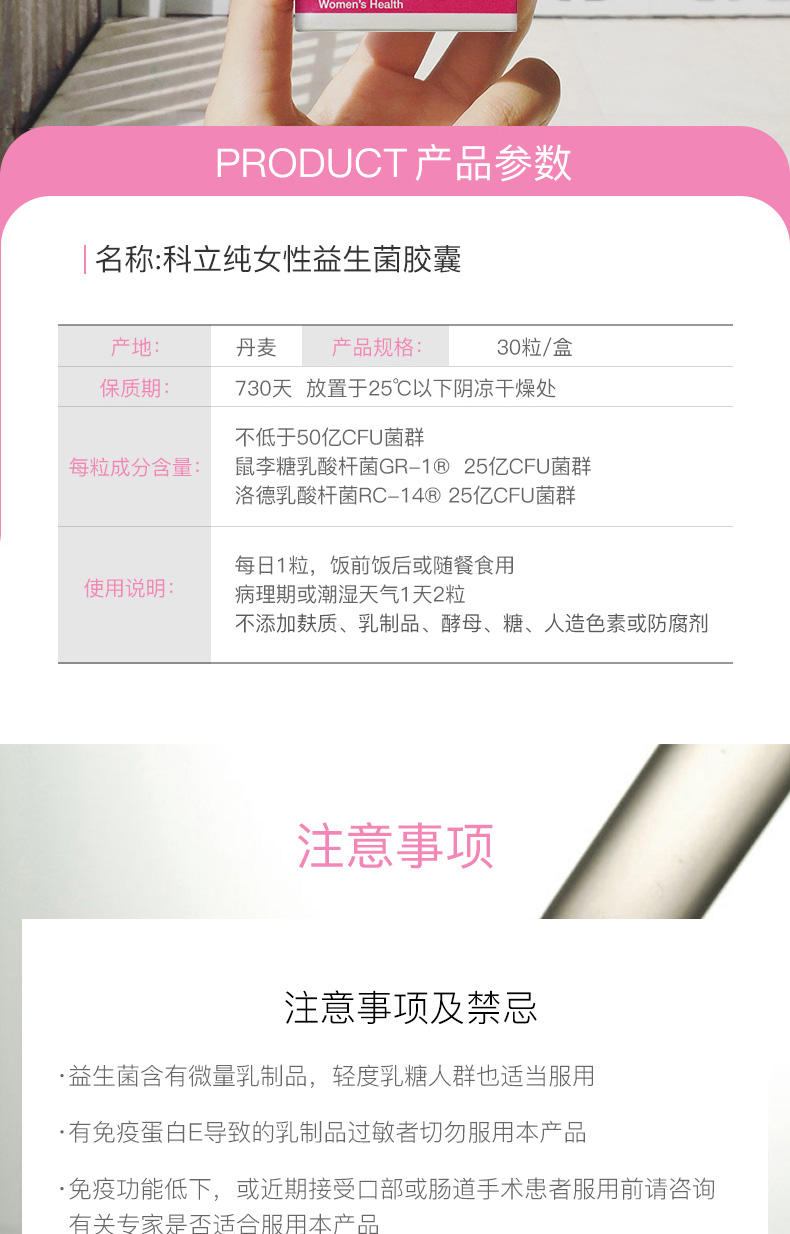 Women's Health
PRODUCT 产品参数
名称:科立纯女性益生菌胶囊
产地: 丹麦 产品规格: 30粒/盒
保质期: 730天 放置于25℃以下阴凉干燥处
每粒成分含量:
不低于50亿CFU菌群
鼠李糖乳酸杆菌GR-1® 25亿CFU菌群
洛德乳酸杆菌RC-14® 25亿CFU菌群
使用说明:
每日1粒，饭前饭后或随餐食用
病理期或潮湿天气1天2粒
不添加麸质、乳制品、酵母、糖、人造色素或防腐剂
注意事项
注意事项及禁忌
·益生菌含有微量乳制品，轻度乳糖人群也适当服用
·有免疫蛋白E导致的乳制品过敏者切勿服用本产品
·免疫功能低下，或近期接受口部或肠道手术患者服用前请咨询
有关专家是否适合服用本产品